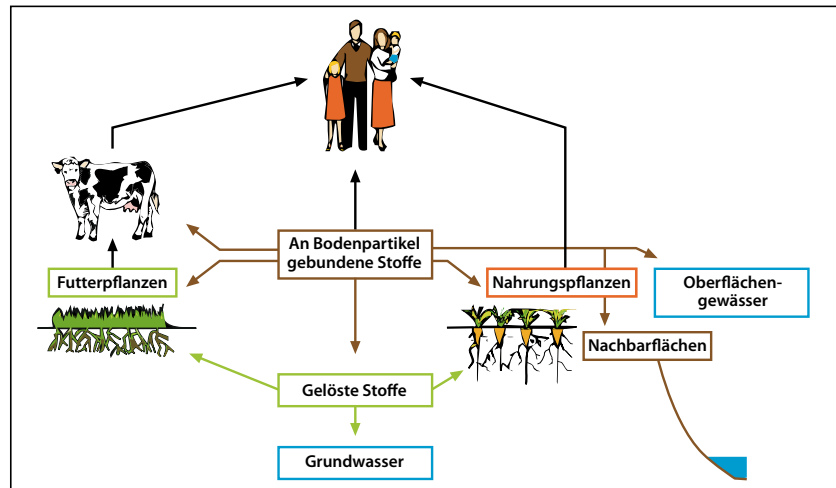 An Bodenpartikel
gebundene Stoffe
Futterpflanzen
Nahrungspflanzen
Oberflächen-
gewässer
Nachbarflächen
Gelöste Stoffe
Grundwasser